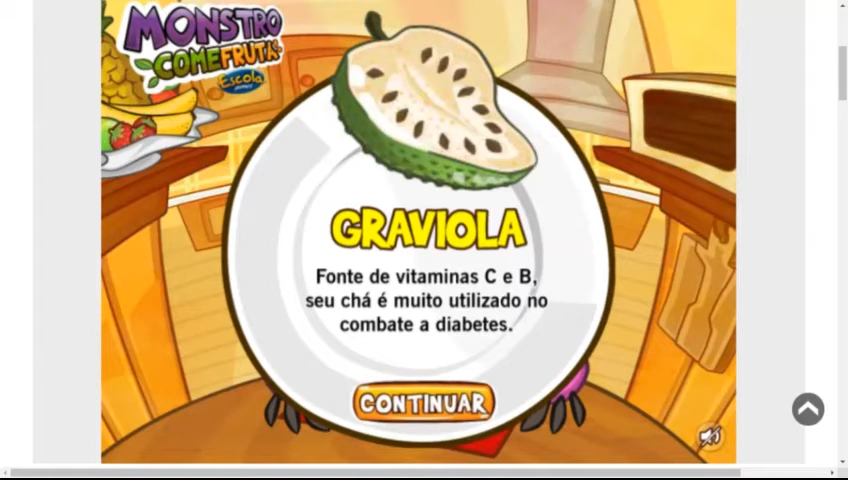 MONSTRO
COMEFRUTAS
Escola
GRAVIOLA
Fonte de vitaminas C e B,
seu chá é muito utilizado no
combate a diabetes.
CONTINUAR